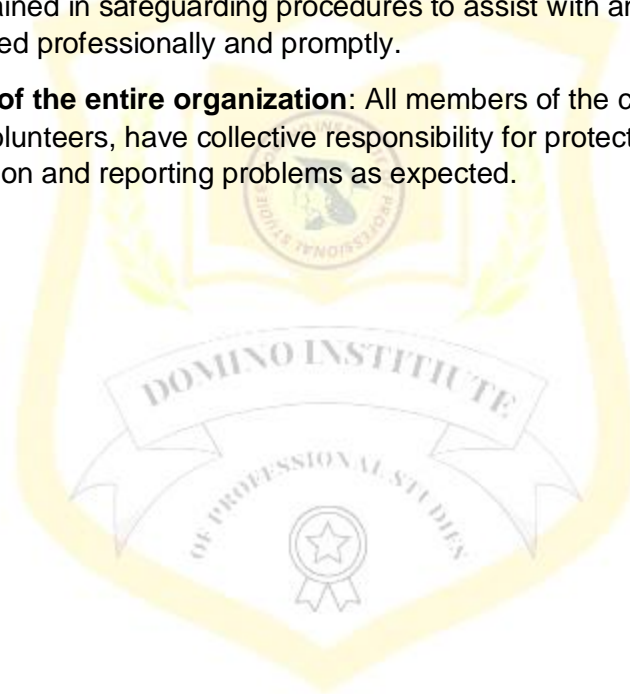 ained in safeguarding procedures to assist with an
ed professionally and promptly.
of the entire organization: All members of the o
olunteers, have collective responsibility for protect
on and reporting problems as expected.
DOMINO INSTITIUTE
OF PROFESSIONAL STUDIES